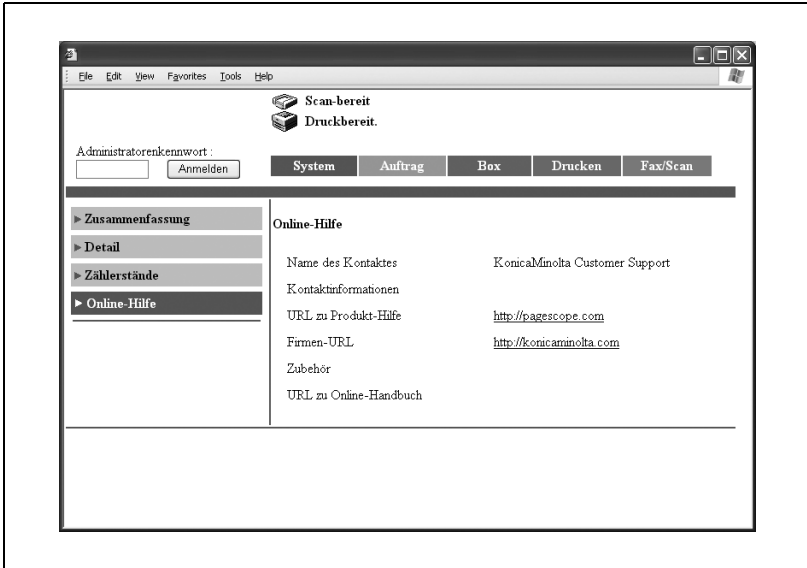 File Edit View Favorites Tools Help
Scan-bereit
Druckbereit.
Administratorenkennwort :
Anmelden
System Auftrag Box Drucken Fax/Scan
Zusammenfassung
Detail
Zählerstände
Online-Hilfe
Online-Hilfe
Name des Kontaktes KonicaMinolta Customer Support
Kontaktinformationen
URL zu Produkt-Hilfe http://pagescope.com
Firmen-URL http://konicaminolta.com
Zubehör
URL zu Online-Handbuch